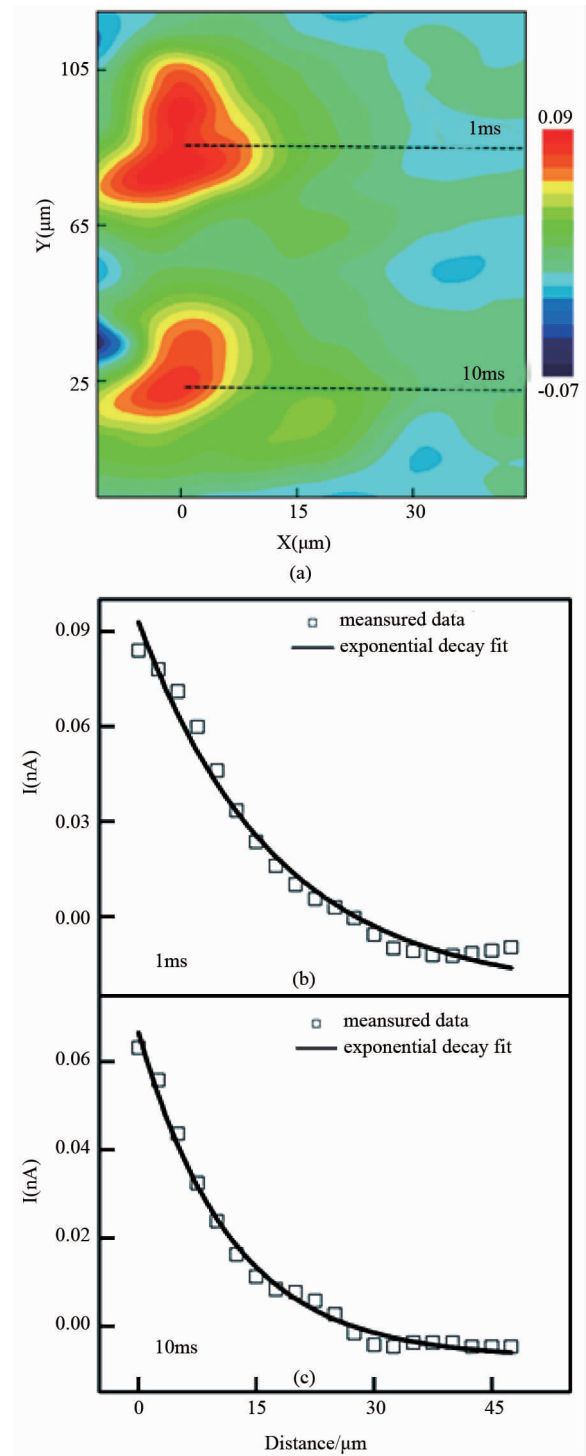 105
65
25
Y(μm)
1ms
10ms
0.09
-0.07
0
15
30
X(μm)
(a)
0.09
0.06
0.03
0.00
I(nA)
meansured data
exponential decay fit
1ms
(b)
0.06
0.04
0.02
0.00
I(nA)
meansured data
exponential decay fit
10ms
(c)
0
15
30
45
Distance/μm